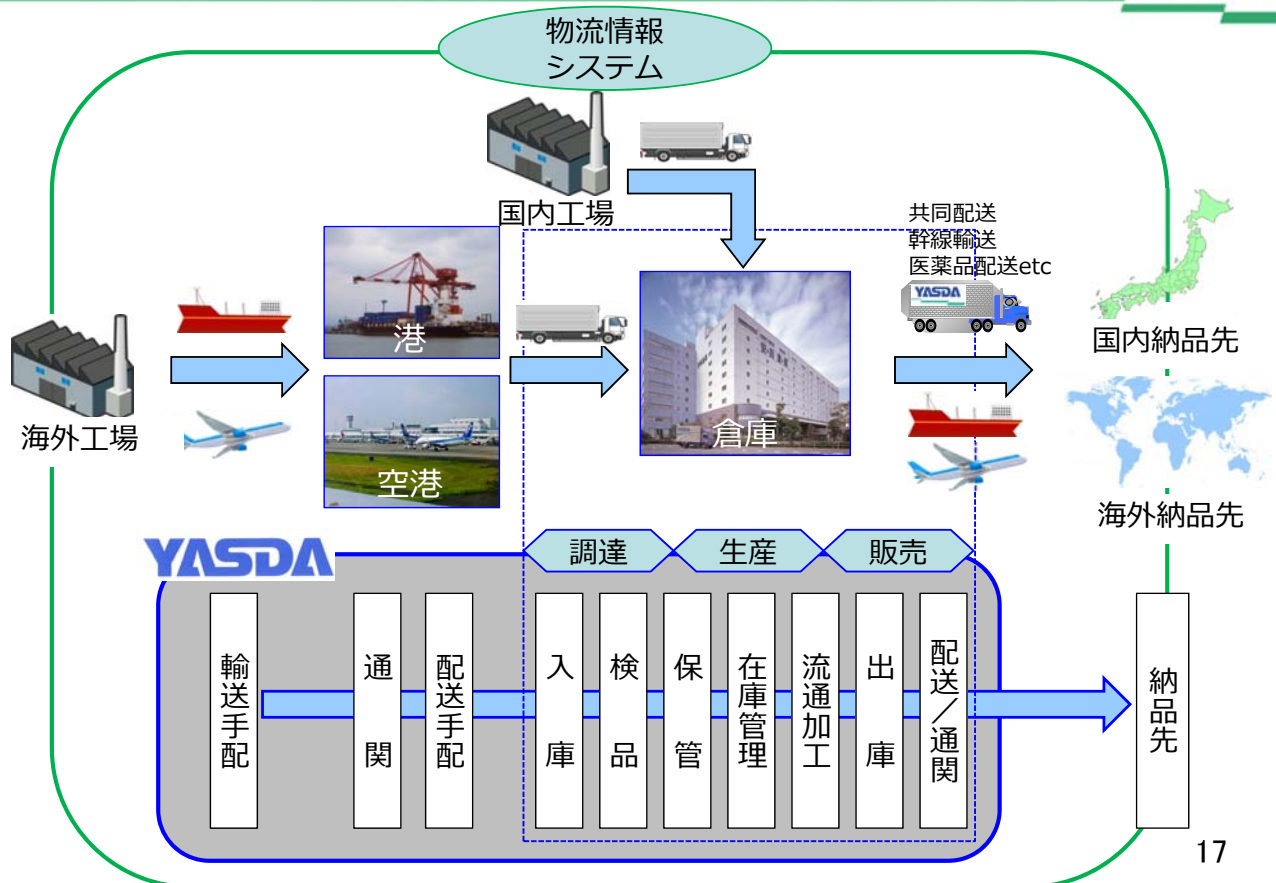 物流情報
システム
国内工場
共同配送
幹線輸送
医薬品配送etc
YASDA
港
海外工場
空港
倉庫
国内納品先
海外納品先
YASDA
調達
生産
販売
輸送手配
通関
配送手配
入庫
検品
保管
在庫管理
流通加工
出庫
配送／通関
納品先
17